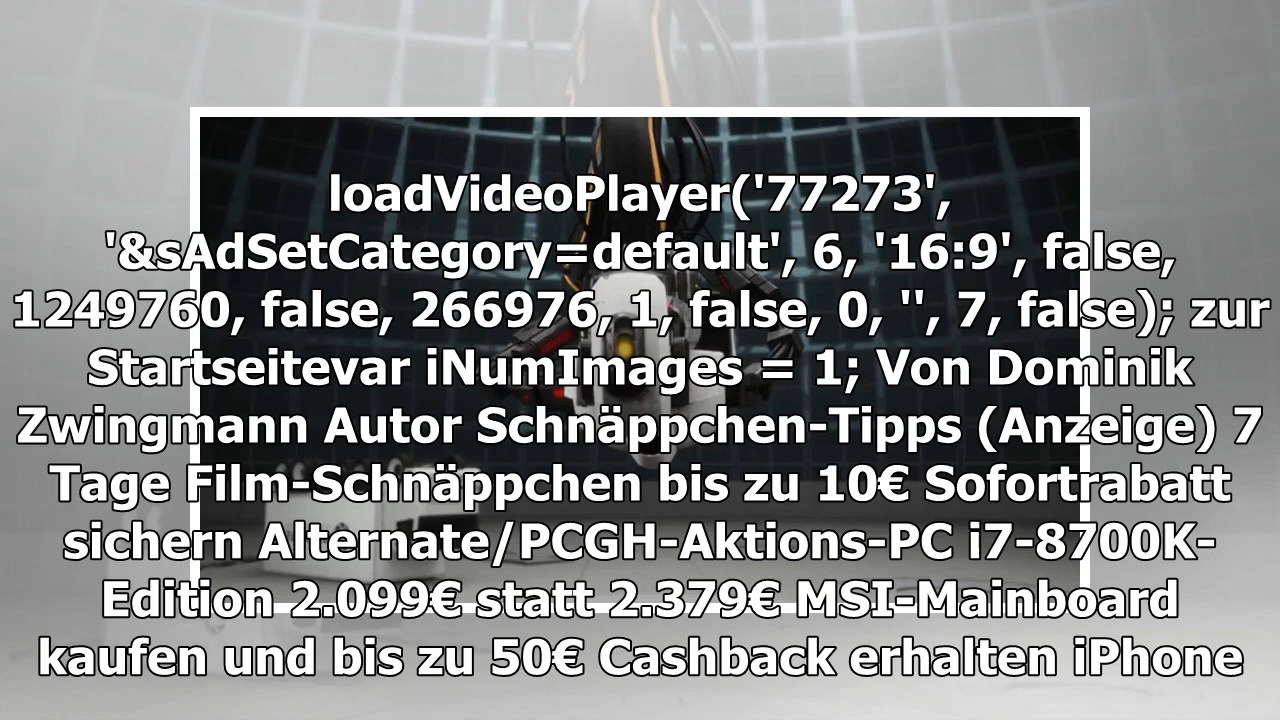 loadVideoPlayer('77273',
'&sAdSetCategory=default', 6, '16:9', false,
1249760, false, 266976, 1, false, 0, '', 7, false); zur
Startseitevar iNumImages = 1; Von Dominik
Zwingmann Autor Schnäppchen-Tipps (Anzeige) 7
Tage Film-Schnäppchen bis zu 10€ Sofortrabatt
sichern Alternate/PCGH-Aktions-PC i7-8700K-
Edition 2.099€ statt 2.379€ MSI-Mainboard
kaufen und bis zu 50€ Cashback erhalten iPhone